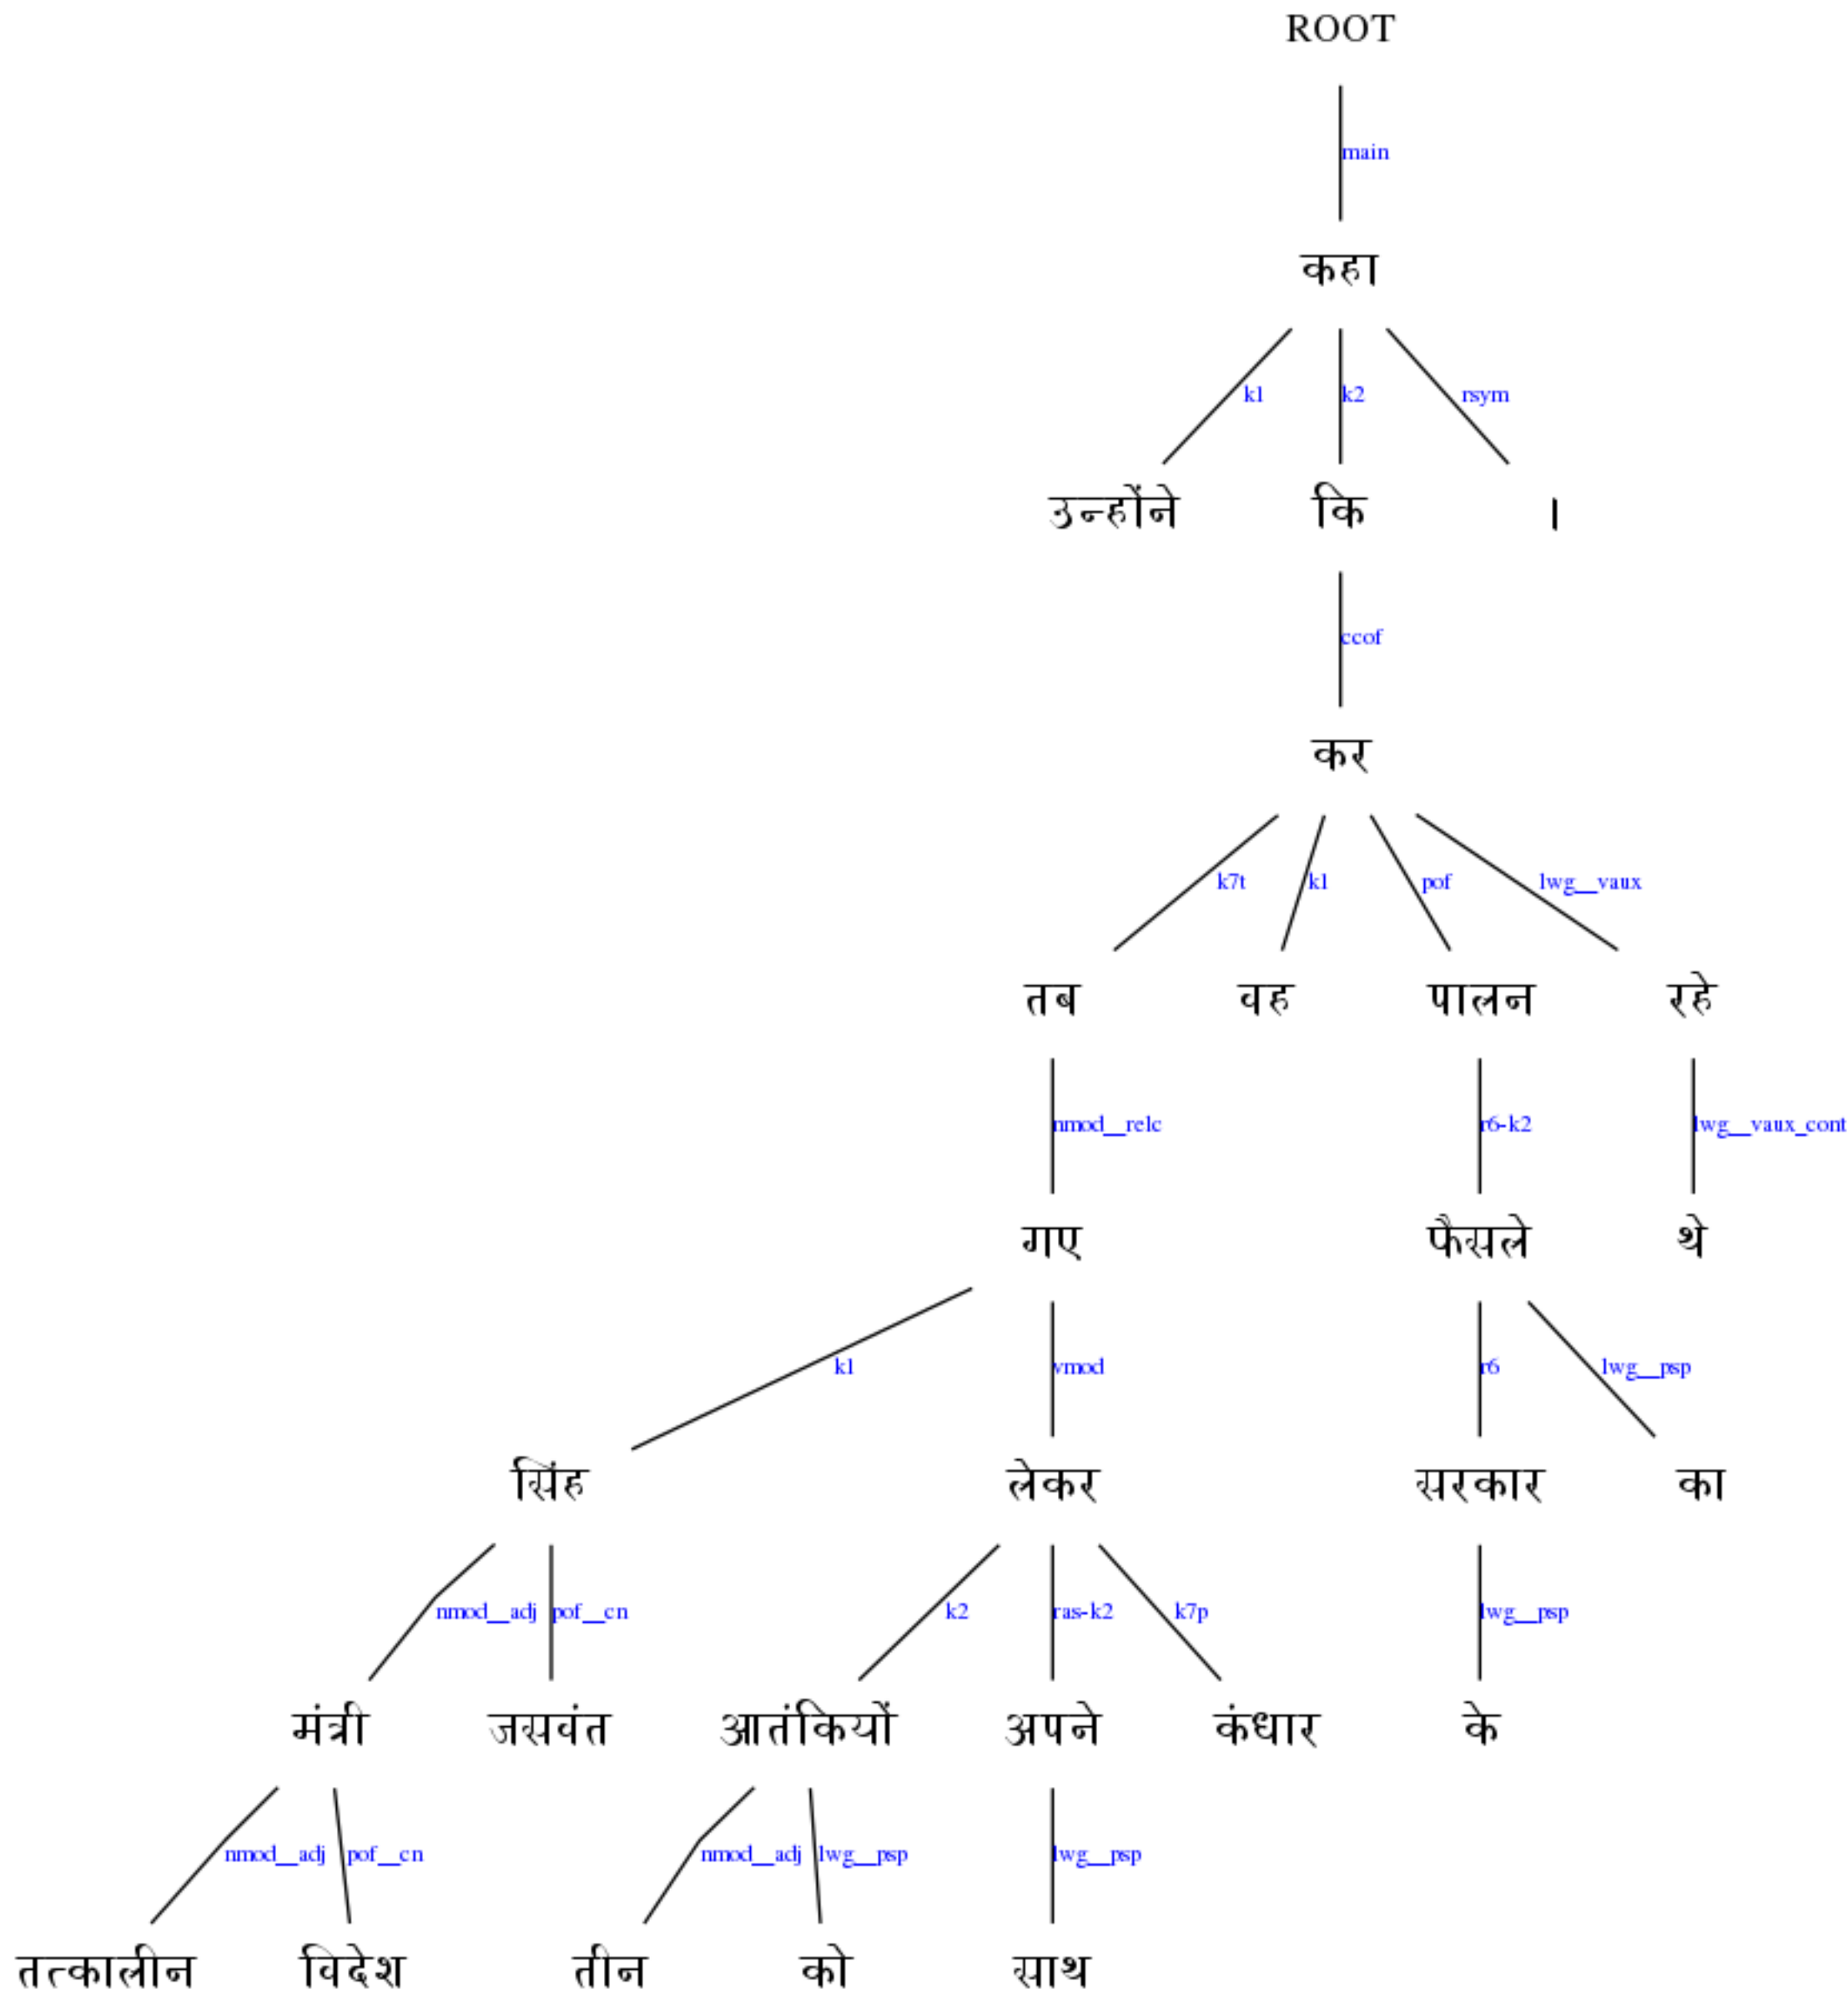 ROOT
main
कहा
k1 k2 rsym
उन्होंने कि ।
ccof
कर
k7t k1 pof lwg__vaux
तब वह पालन रहे
nmod__relc r6-k2 lwg__vaux_cont
गए फैसले थे
k1 vmod r6 lwg__psp
सिंह लेकर सरकार का
nmod__adj pof__cn k2 ras-k2 k7p lwg__psp
मंत्री जसवंत आतंकियों अपने कंधार के
nmod__adj pof__cn nmod__adj lwg__psp lwg__psp
तत्कालीन विदेश तीन को साथ